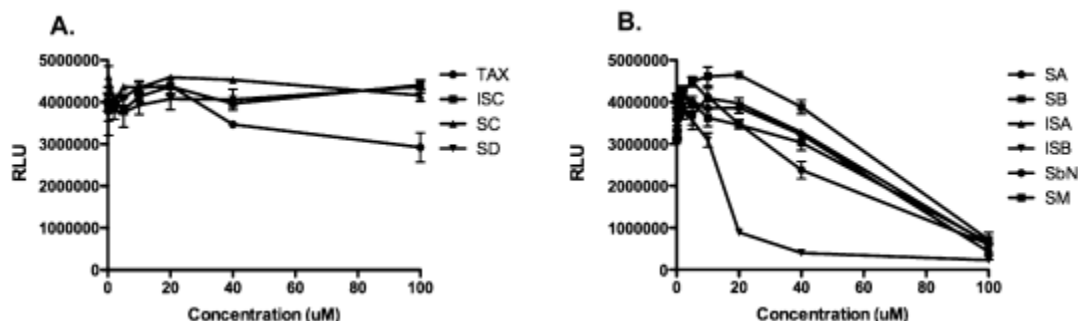 A.
5000000
4000000
3000000
2000000
1000000
0
RLU
0 20 40 60 80 100
Concentration (uM)
TAX
ISC
SC
SD
B.
5000000
4000000
3000000
2000000
1000000
0
RLU
0 20 40 60 80 100
Concentration (uM)
SA
SB
ISA
ISB
SbN
SM